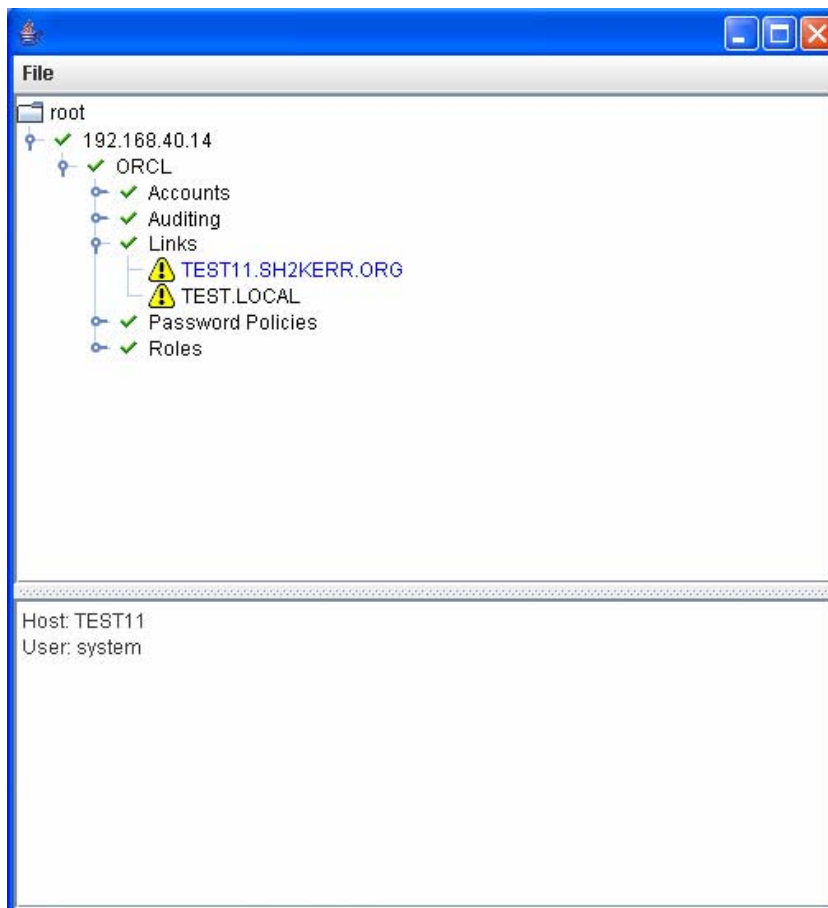 File
root
192.168.40.14
ORCL
Accounts
Auditing
Links
TEST11.SH2KERR.ORG
TEST.LOCAL
Password Policies
Roles
Host: TEST11
User: system